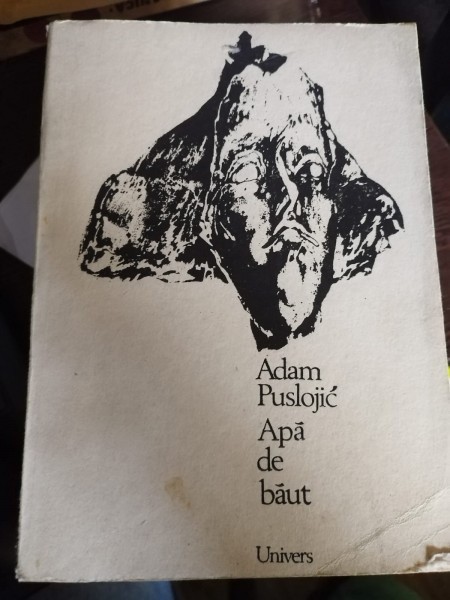 Adam
Puslojić
Apă
de
băut
Univers